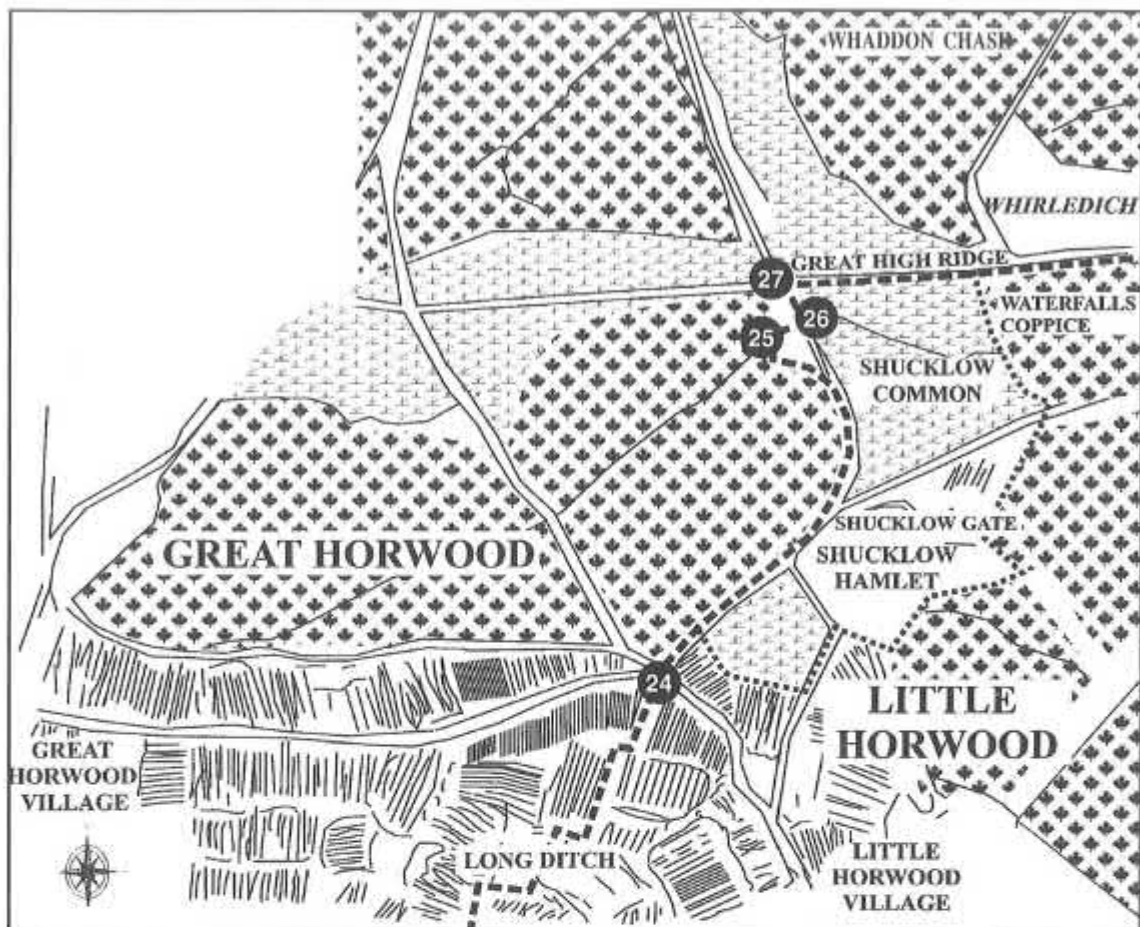 WHADDON CHASE
WHIRLEDICH
27
GREAT HIGH RIDGE
26
WATERFALLS
COPPICE
25
SHUCKLOW
COMMON
SHUCKLOW GATE
GREAT HORWOOD
SHUCKLOW
HAMLET
24
LITTLE
HORWOOD
GREAT
HORWOOD
VILLAGE
LONG DITCH
LITTLE
HORWOOD
VILLAGE